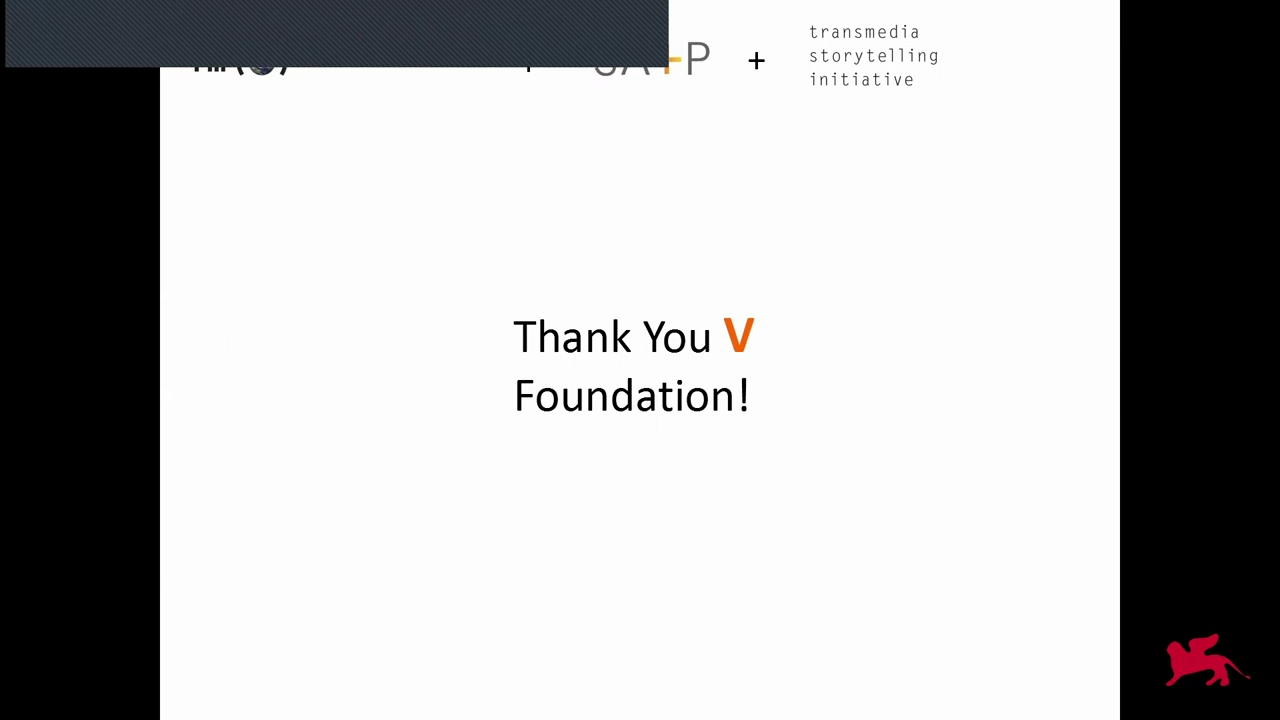 +
transmedia
storytelling
initiative
Thank You V
Foundation!